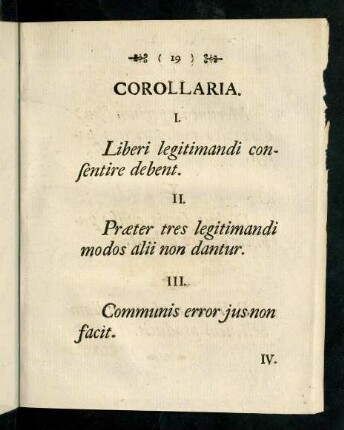 ( 19 )
COROLLARIA.
I.
Liberi legitimandi con-
ſentire debent.
II.
Præter tres legitimandi
modos alii non dantur.
III.
Communis error jus non
facit.
IV.